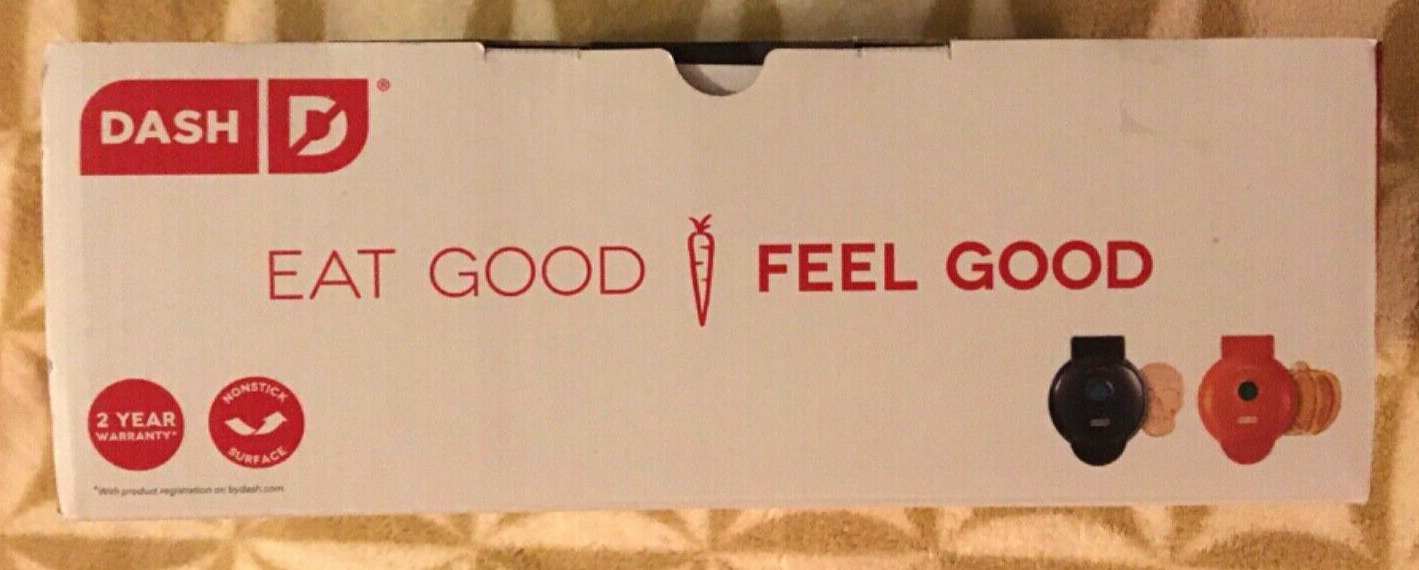 DASH D®
EAT GOOD FEEL GOOD
2 YEAR
WARRANTY*
NONSTICK
SURFACE
*With product registration on bydash.com